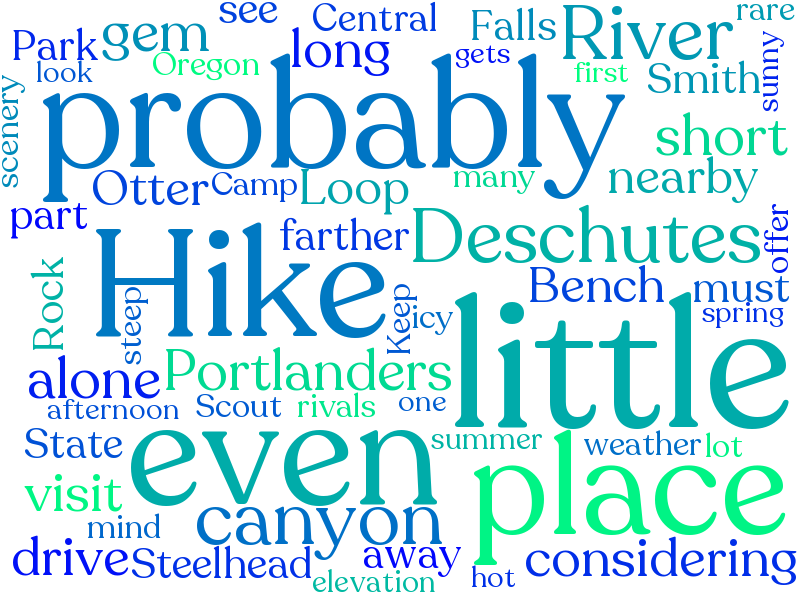 see
Central
Falls
River
rare
Park
gem
long
gets
sunny
look
Oregon
first
Smith
scenery
probably
short
Otter
Camp
Loop
many
nearby
part
farther
Deschutes
offer
Rock
Hike
Bench
must
steep
Keep
icy
spring
little
alone
Portlanders
afternoon
Scout
rivals
one
State
even
summer
weather
lot
visit
canyon
place
mind
drive
Steelhead
away
considering
elevation
hot